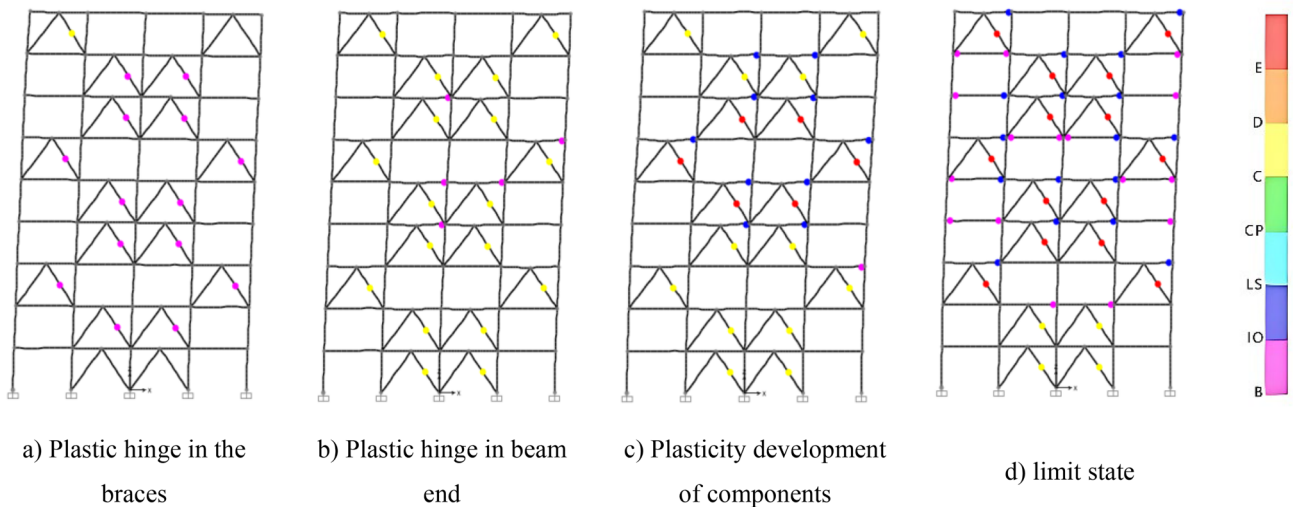 E
D
C
CP
LS
IO
B
x
x
x
x
a) Plastic hinge in the
braces
b) Plastic hinge in beam
end
c) Plasticity development
of components
d) limit state